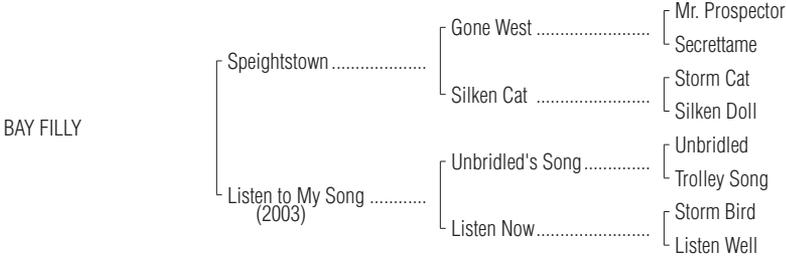 Mr. Prospector
Gone West ........................
Secrettame
Speightstown ....................
Storm Cat
Silken Cat ........................
Silken Doll
BAY FILLY
Unbridled
Unbridled's Song ..............
Trolley Song
Listen to My Song ............
(2003)
Storm Bird
Listen Now ........................
Listen Well